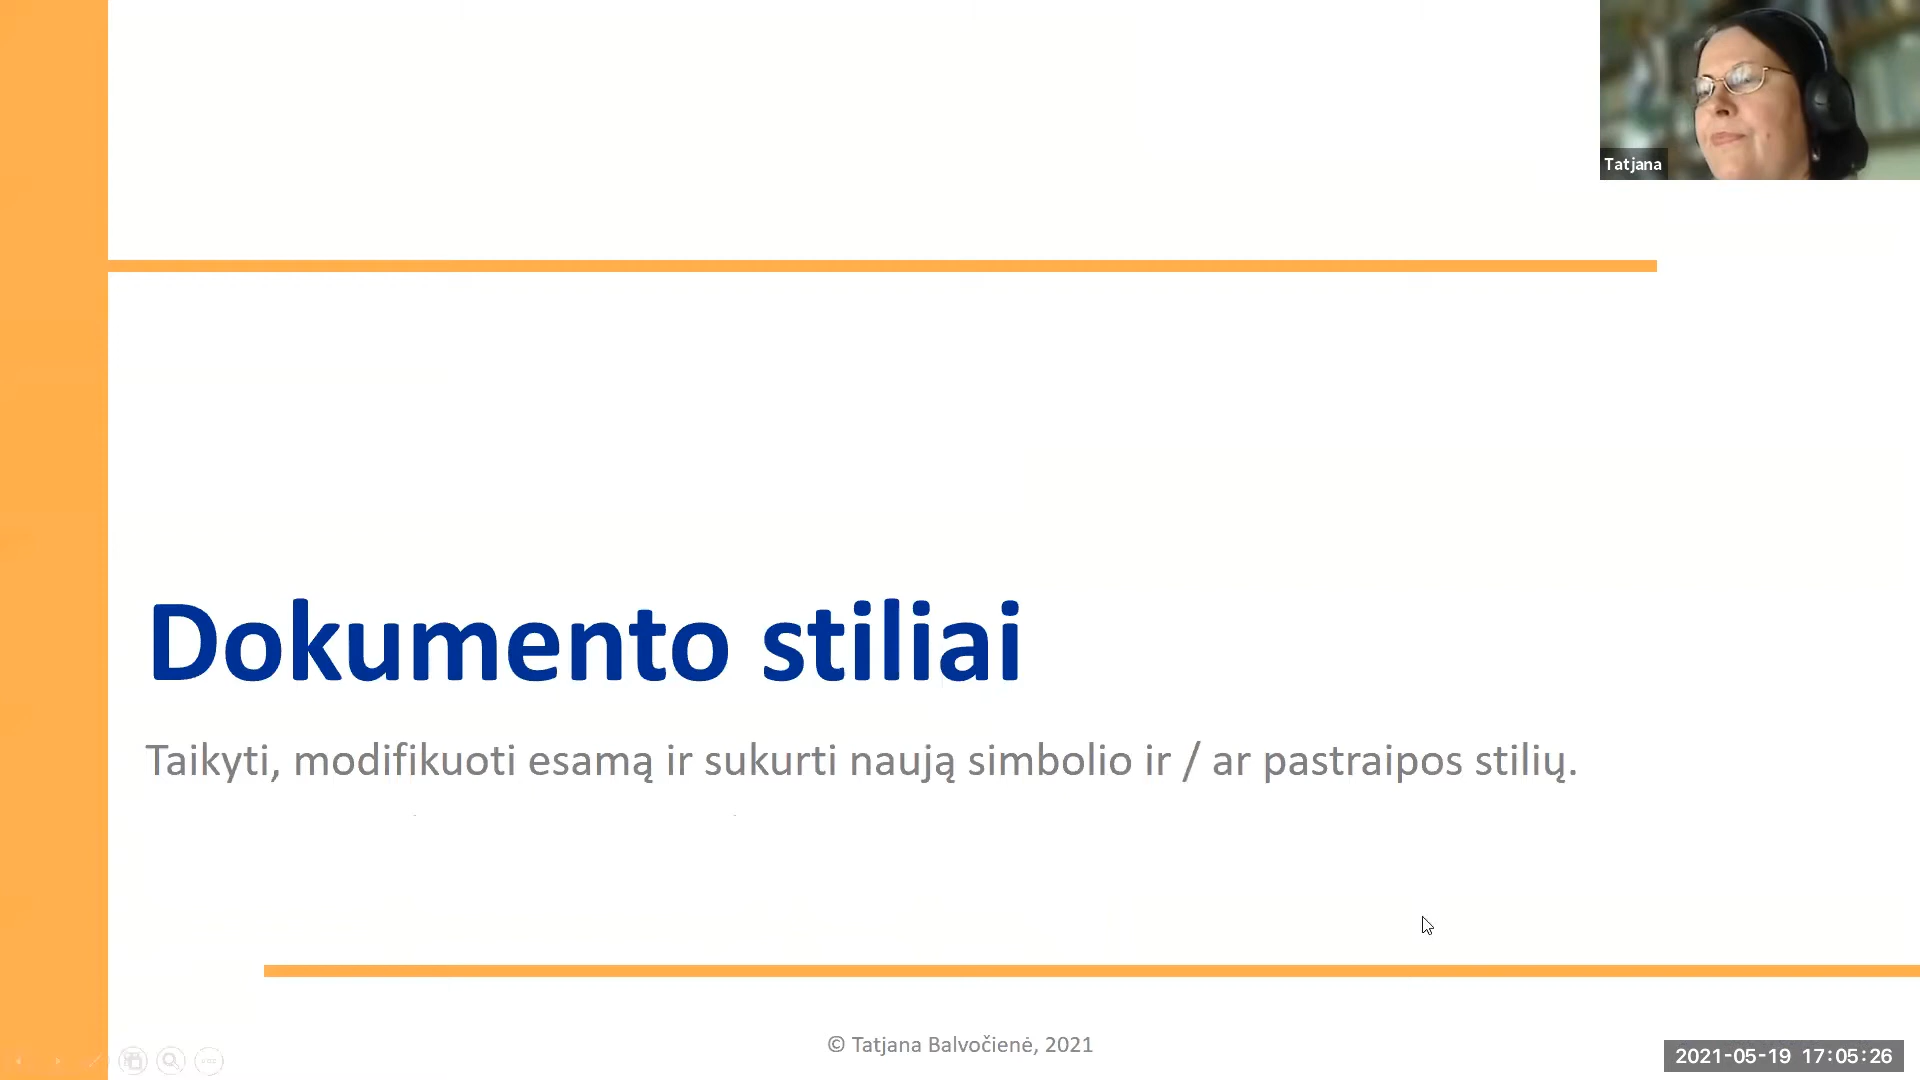 Tatjana
Dokumento stiliai
Taikyti, modifikuoti esamą ir sukurti naują simbolio ir / ar pastraipos stilių.
© Tatjana Balvočienė, 2021
2021-05-19 17:05:26